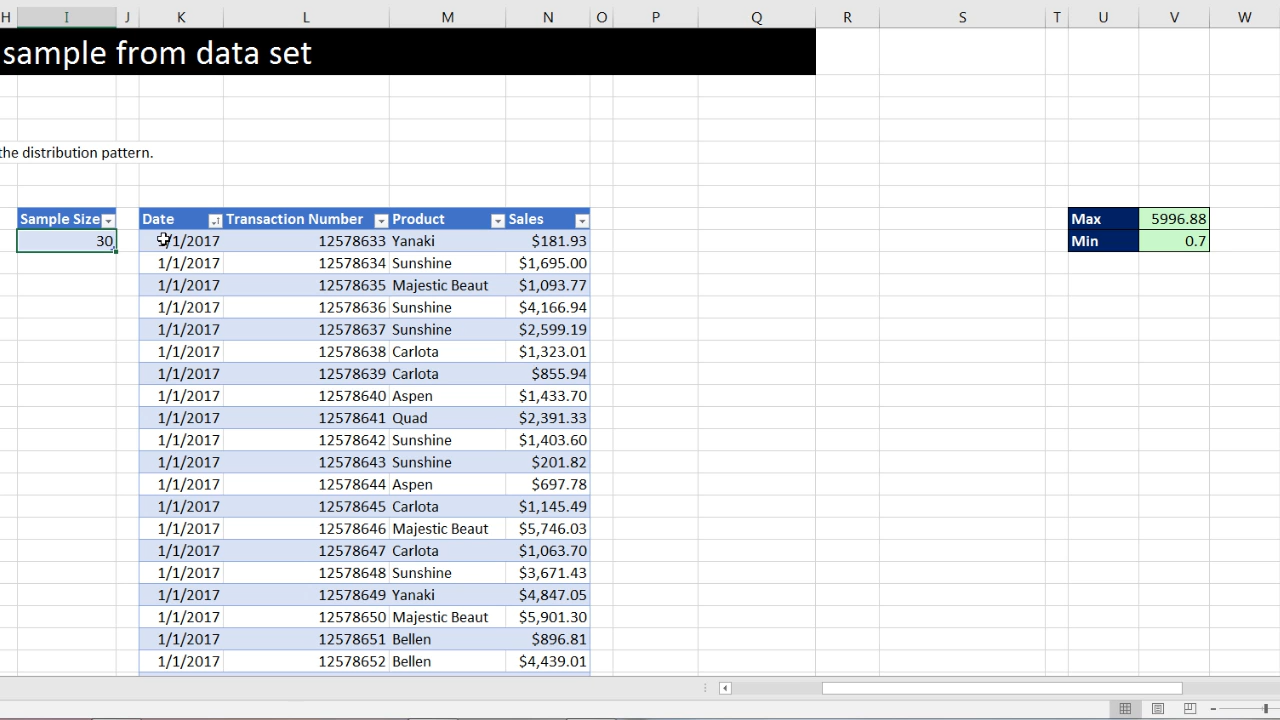 H I J K L M N O P Q R S T U V W
sample from data set
the distribution pattern.
Sample Size Date Transaction Number Product Sales Max 5996.88
30 1/1/2017 12578633 Yanaki $181.93 Min 0.7
1/1/2017 12578634 Sunshine $1,695.00
1/1/2017 12578635 Majestic Beaut $1,093.77
1/1/2017 12578636 Sunshine $4,166.94
1/1/2017 12578637 Sunshine $2,599.19
1/1/2017 12578638 Carlota $1,323.01
1/1/2017 12578639 Carlota $855.94
1/1/2017 12578640 Aspen $1,433.70
1/1/2017 12578641 Quad $2,391.33
1/1/2017 12578642 Sunshine $1,403.60
1/1/2017 12578643 Sunshine $201.82
1/1/2017 12578644 Aspen $697.78
1/1/2017 12578645 Carlota $1,145.49
1/1/2017 12578646 Majestic Beaut $5,746.03
1/1/2017 12578647 Carlota $1,063.70
1/1/2017 12578648 Sunshine $3,671.43
1/1/2017 12578649 Yanaki $4,847.05
1/1/2017 12578650 Majestic Beaut $5,901.30
1/1/2017 12578651 Bellen $896.81
1/1/2017 12578652 Bellen $4,439.01